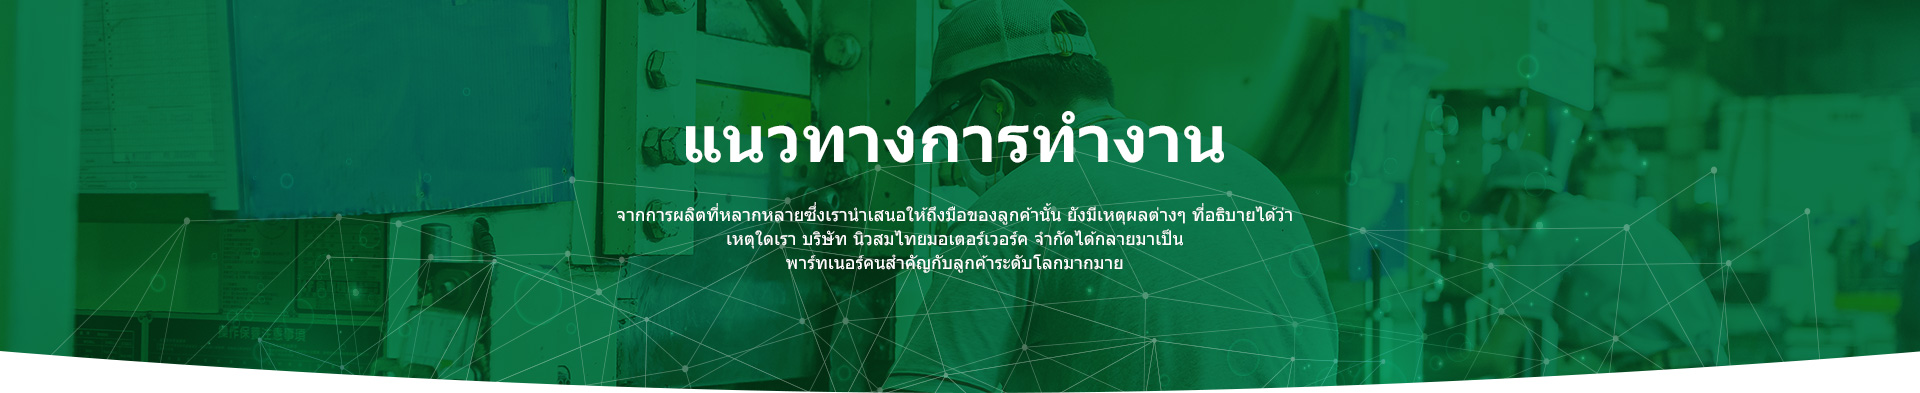 แนวทางการทำงาน
จากการผลิตที่หลากหลายซึ่งเรานำเสนอให้ถึงมือของลูกค้านั้น ยังมีเหตุผลต่างๆ ที่อธิบายได้ว่า
เหตุใดเรา บริษัท นิวสมไทยมอเตอร์เวอร์ค จำกัดได้กลายมาเป็น
พาร์ทเนอร์คนสำคัญกับลูกค้าระดับโลกมากมาย